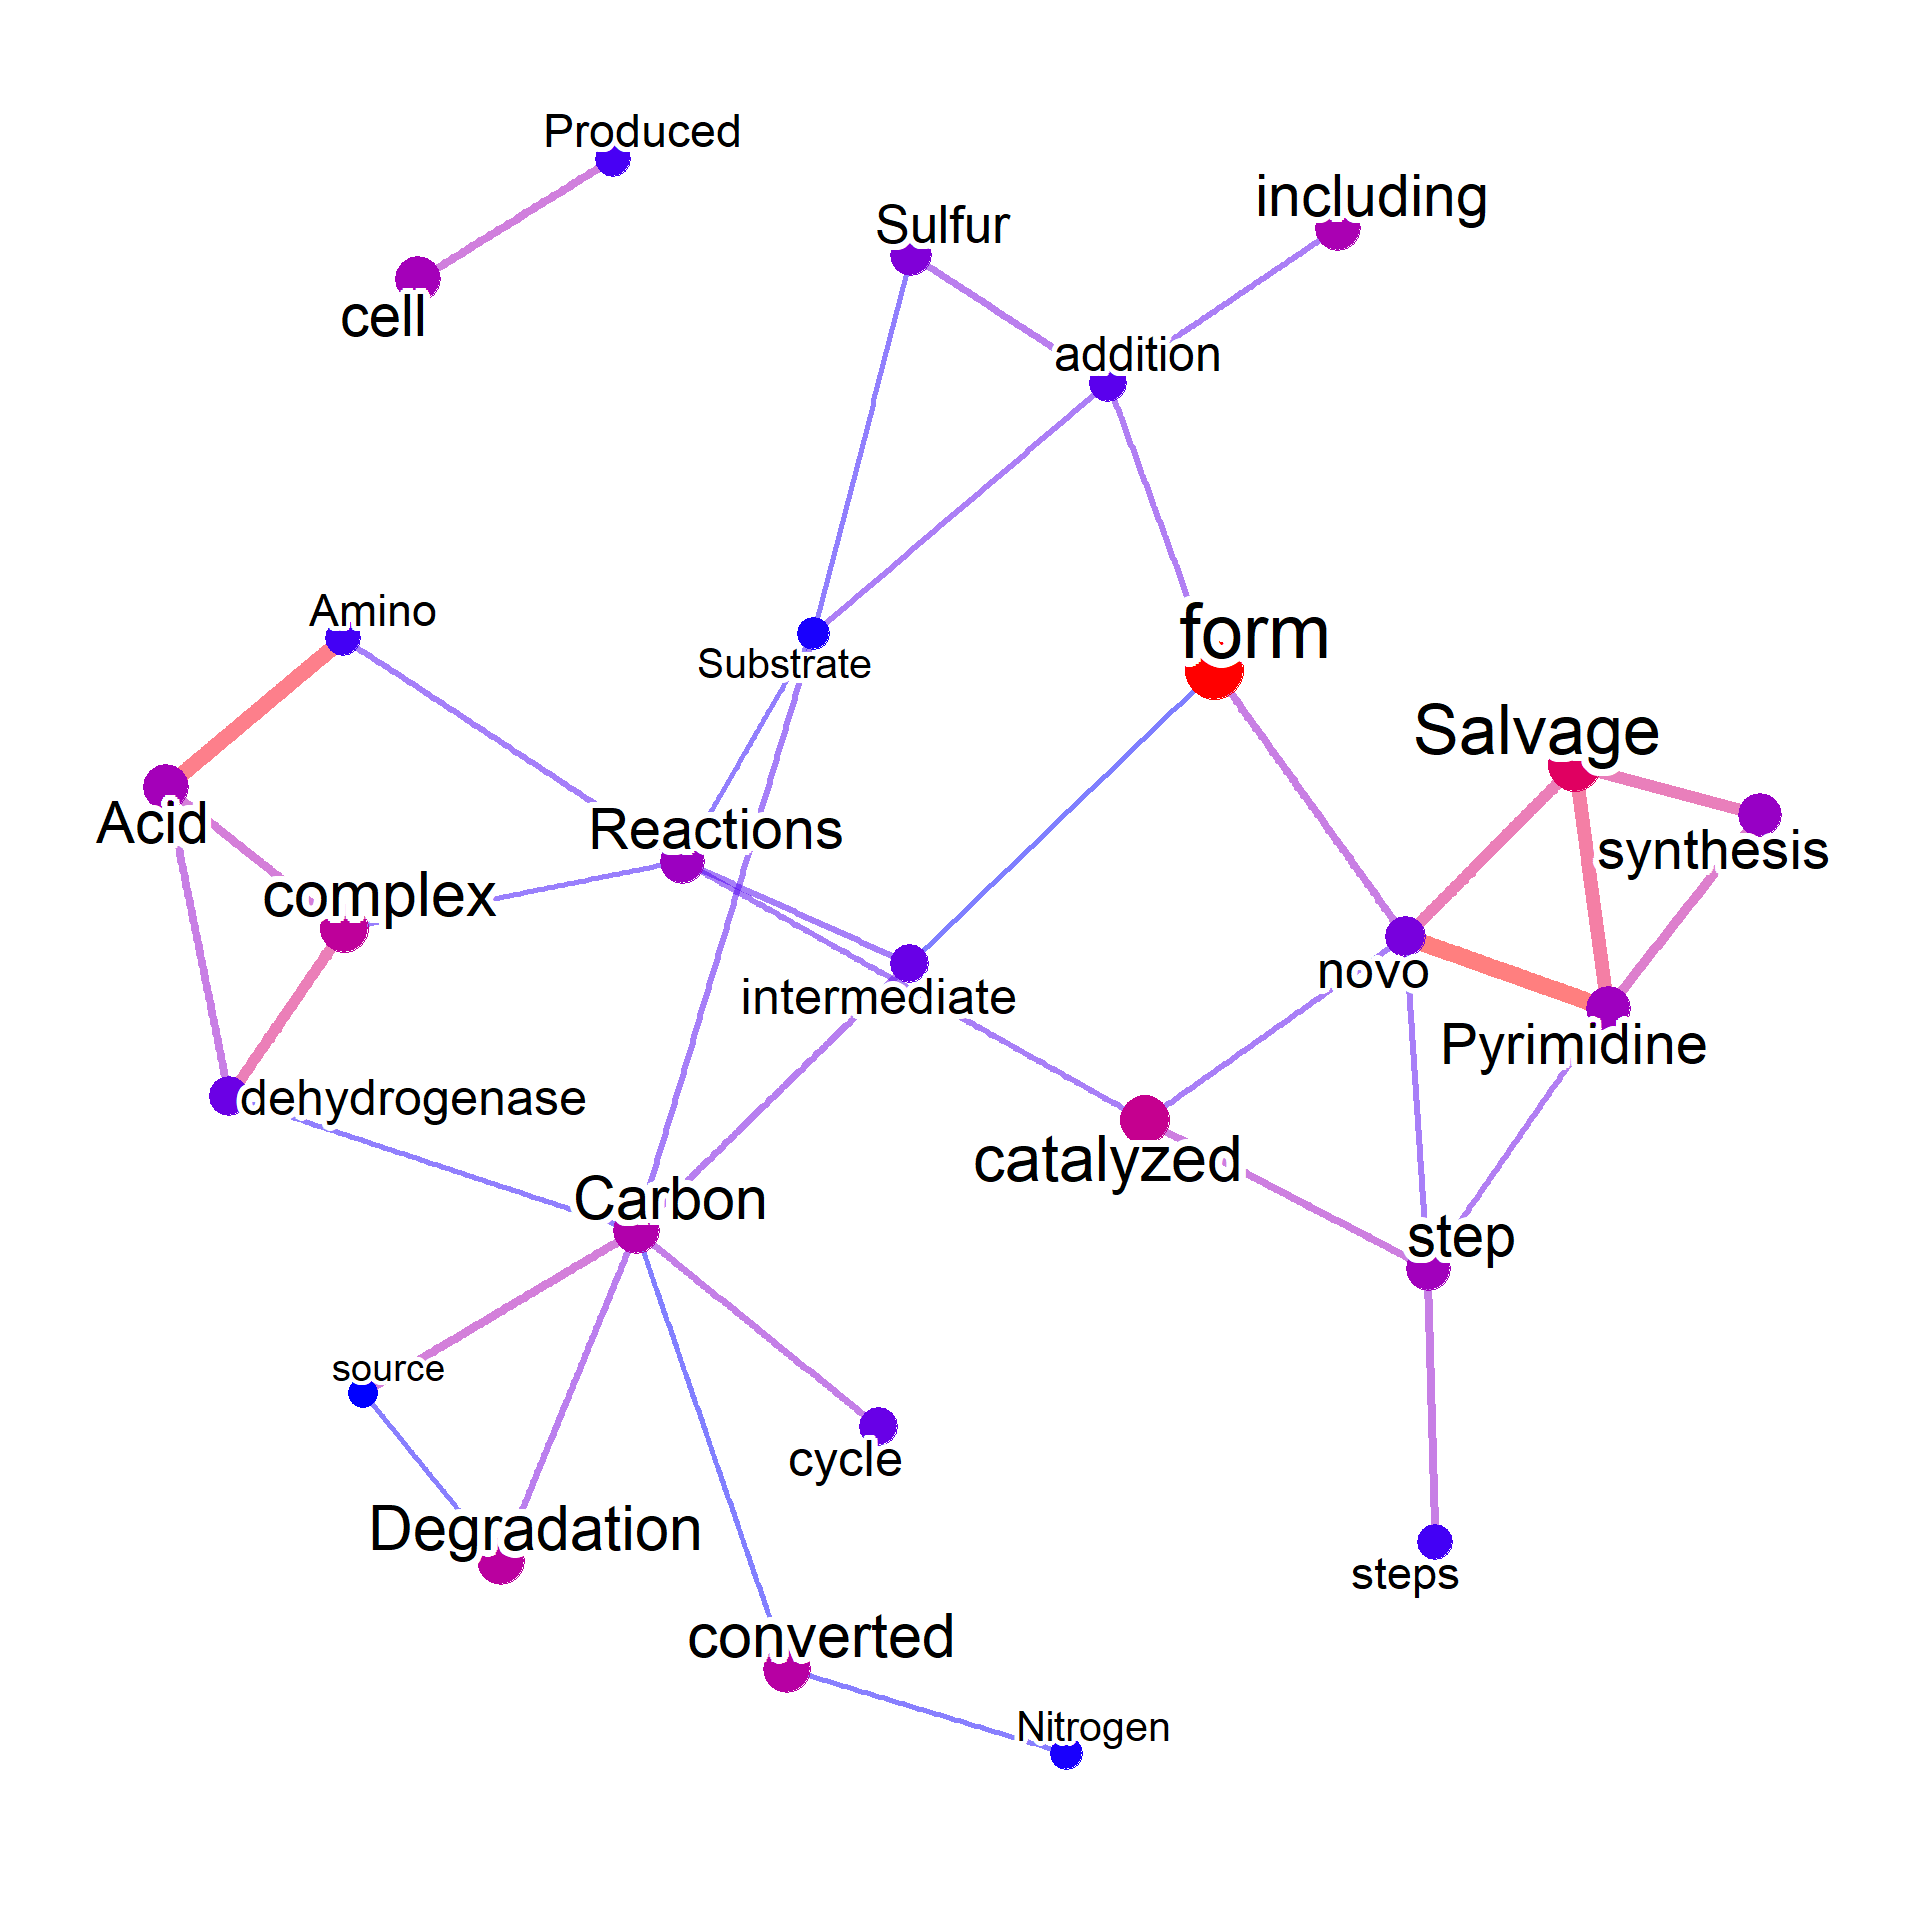 Produced
including
Sulfur
cell
addition
Amino
form
Substrate
Salvage
Acid
Reactions
synthesis
complex
novo
intermediate
Pyrimidine
dehydrogenase
catalyzed
Carbon
step
source
cycle
Degradation
steps
converted
Nitrogen